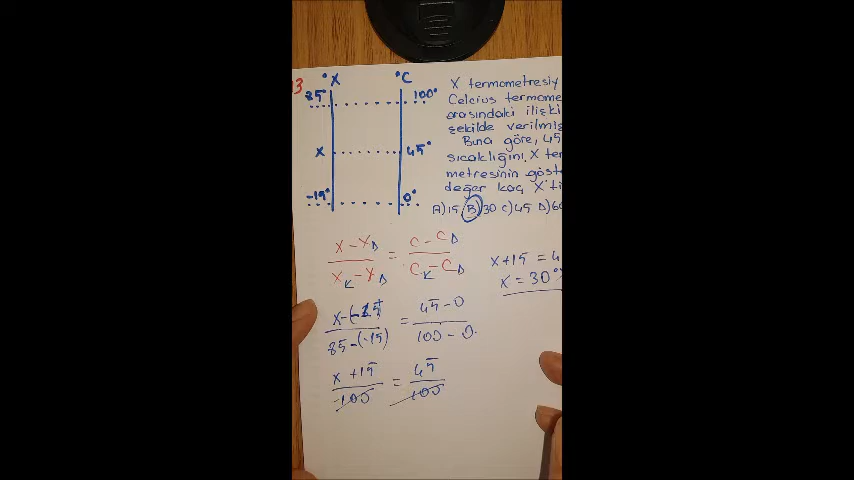 3
°X °C
85° 100°
X 45°
-15° 0°
X termometresiy
Celcius termome
arasındaki ilişki
şekilde verilmiş
Buna göre, 45
sıcaklığını, X ter
metresinin göste
değer kaç X'ti
A)15 B)30 C)45 D)60
X-X_D / X_K-X_D = C-C_D / C_K-C_D
X-(-15) / 85-(-15) = 45-0 / 100-0
X+15 / 100 = 45 / 100
X+15 = 4
X = 30°